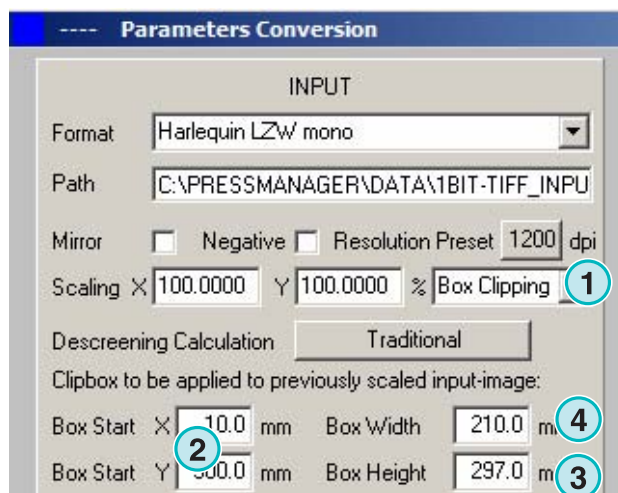 ---- Parameters Conversion
INPUT
Format Harlequin LZW mono
Path C:\PRESSMANAGER\DATA\1BIT-TIFF_INPU
Mirror Negative Resolution Preset 1200 dpi
Scaling X 100.0000 Y 100.0000 % Box Clipping 1
Descreening Calculation Traditional
Clipbox to be applied to previously scaled input-image:
Box Start X 10.0 mm Box Width 210.0 m 4
2
Box Start Y mm Box Height 297.0 m 3